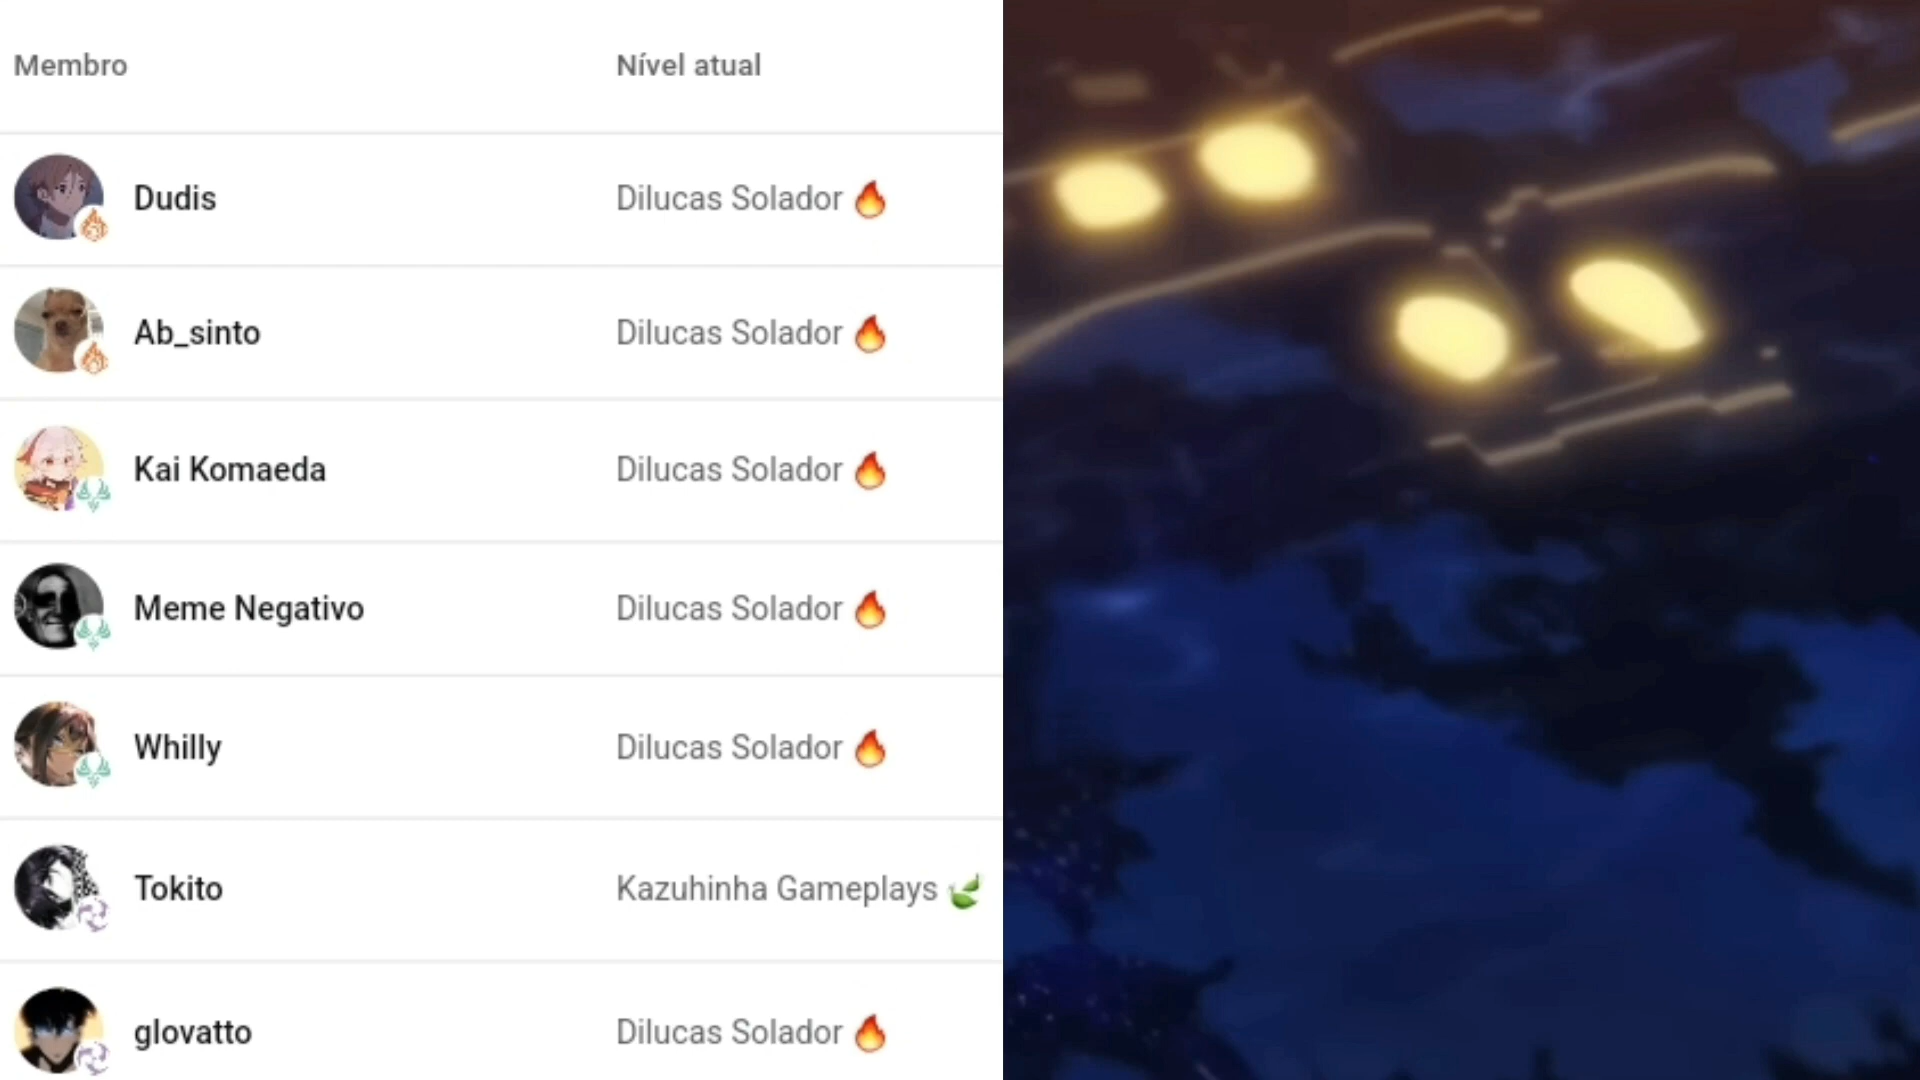 Membro Nível atual
Dudis Dilucas Solador 🔥
Ab_sinto Dilucas Solador 🔥
Kai Komaeda Dilucas Solador 🔥
Meme Negativo Dilucas Solador 🔥
Whilly Dilucas Solador 🔥
Tokito Kazuhinha Gameplays 🍃
glovatto Dilucas Solador 🔥